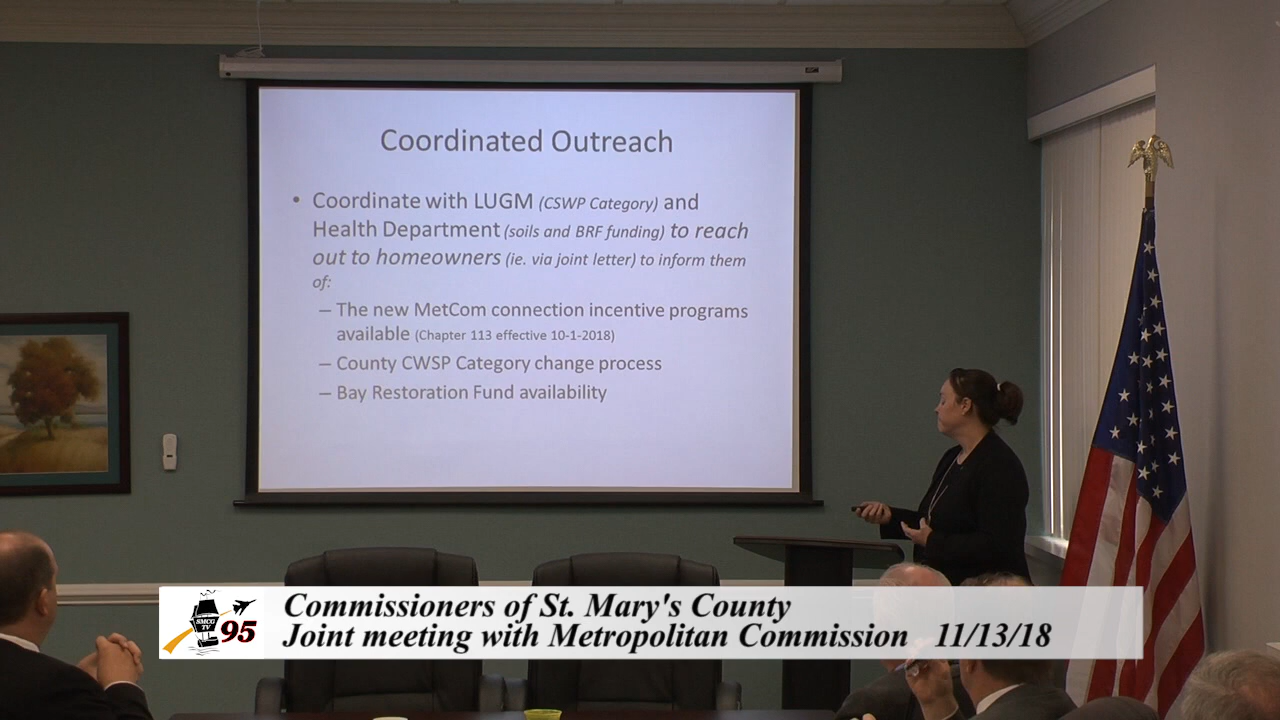 Coordinated Outreach
• Coordinate with LUGM (CSWP Category) and
Health Department (soils and BRF funding) to reach
out to homeowners (ie. via joint letter) to inform them
of:
– The new MetCom connection incentive programs
available (Chapter 113 effective 10-1-2018)
– County CWSP Category change process
– Bay Restoration Fund availability
SMCG
TV
95
Commissioners of St. Mary's County
Joint meeting with Metropolitan Commission 11/13/18